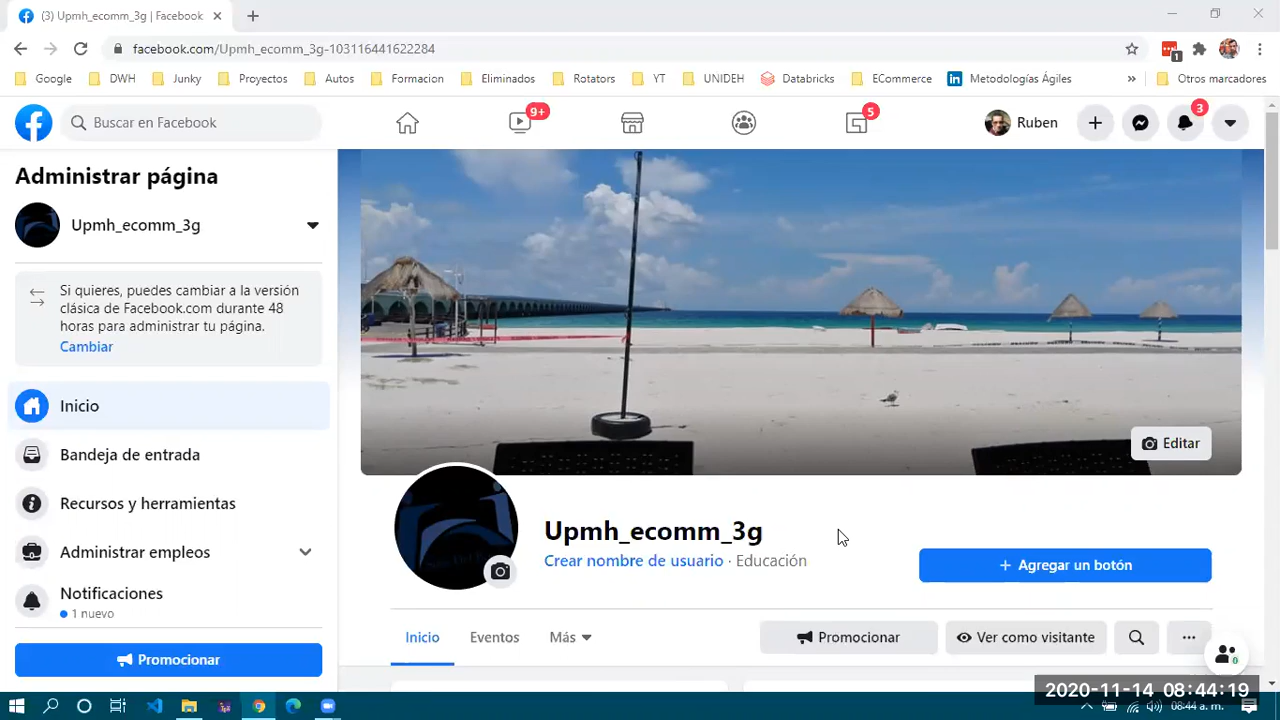 (3) Upmh_ecomm_3g | Facebook
facebook.com/Upmh_ecomm_3g-103116441622284
1
Google DWH Junky Proyectos Autos Formacion Eliminados Rotators YT UNIDEH Databricks ECommerce Metodologías Ágiles » Otros marcadores
Buscar en Facebook
9+
5
Ruben
3
Administrar página
Upmh_ecomm_3g
Si quieres, puedes cambiar a la versión
clásica de Facebook.com durante 48
horas para administrar tu página.
Cambiar
Inicio
Bandeja de entrada
Recursos y herramientas
Administrar empleos
Notificaciones
1 nuevo
Promocionar
Editar
Upmh_ecomm_3g
Crear nombre de usuario · Educación
+ Agregar un botón
Inicio Eventos Más
Promocionar
Ver como visitante
0
2020-11-14 08:44:19
08:44 a. m.